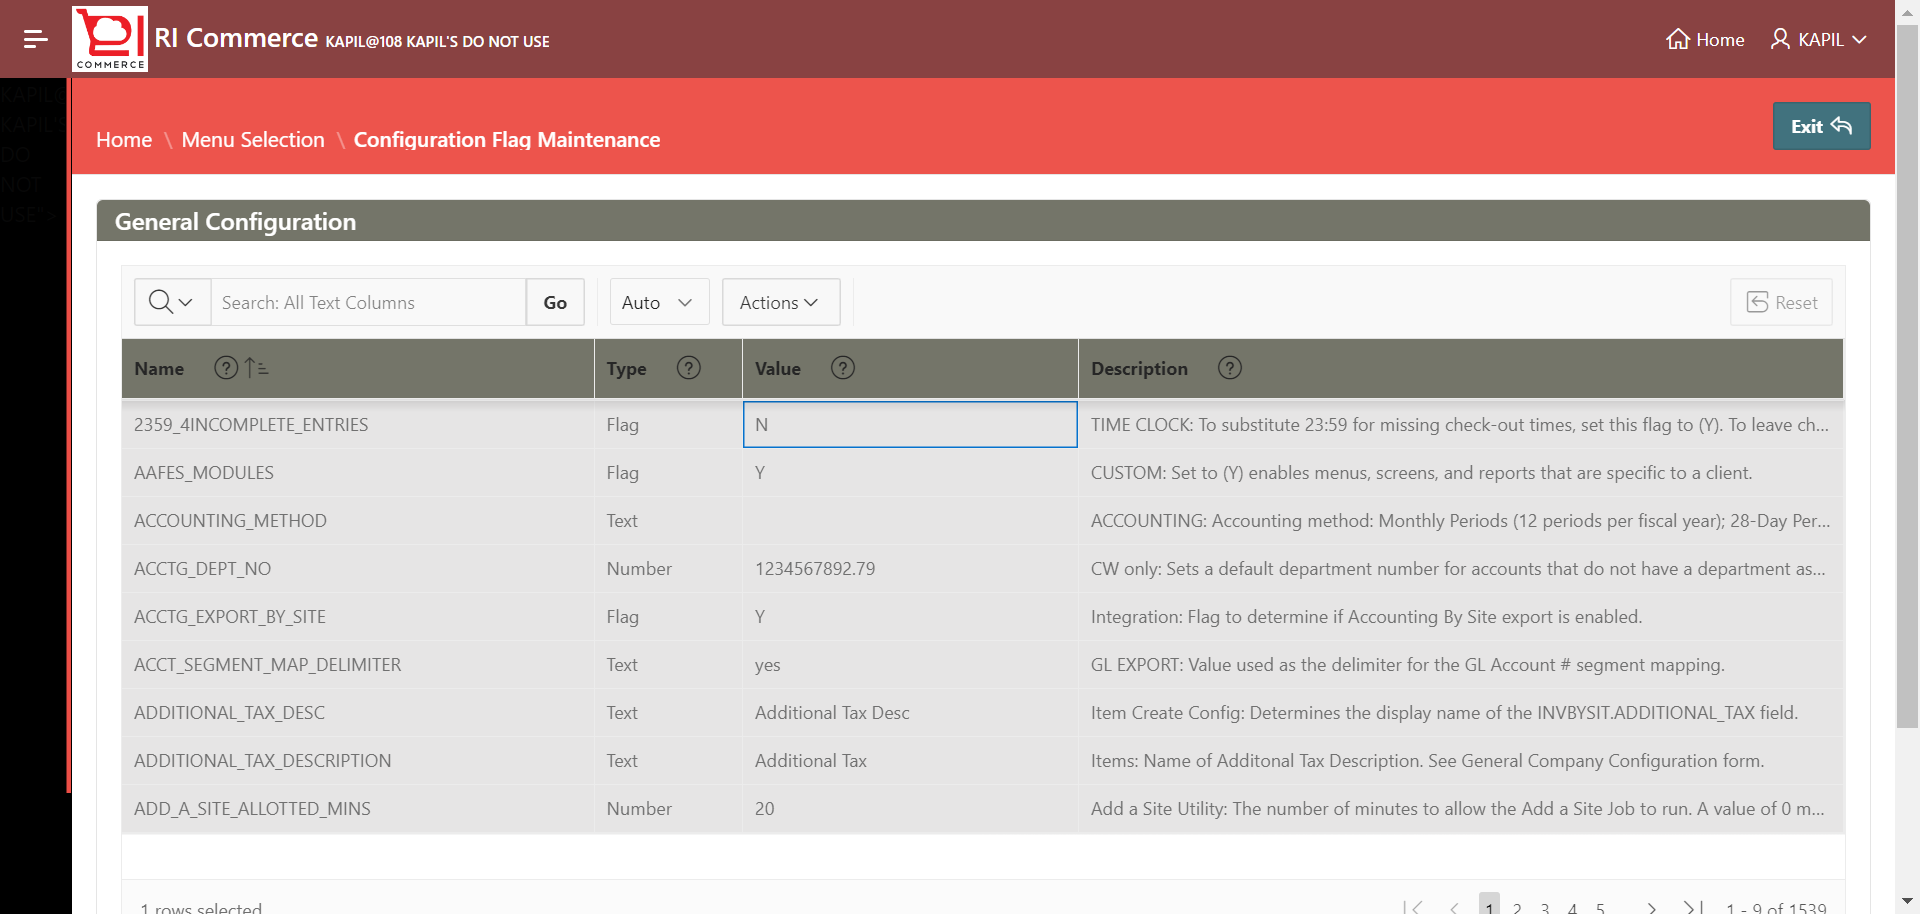 COMMERCE
RI Commerce KAPIL@108 KAPIL'S DO NOT USE
Home
KAPIL
KAPIL@
KAPIL'S
DO
NOT
USE
Home \ Menu Selection \ Configuration Flag Maintenance
Exit
General Configuration
Search: All Text Columns
Go
Auto
Actions
Reset
Name Type Value Description
2359_4INCOMPLETE_ENTRIES Flag N TIME CLOCK: To substitute 23:59 for missing check-out times, set this flag to (Y). To leave ch...
AAFES_MODULES Flag Y CUSTOM: Set to (Y) enables menus, screens, and reports that are specific to a client.
ACCOUNTING_METHOD Text ACCOUNTING: Accounting method: Monthly Periods (12 periods per fiscal year); 28-Day Per...
ACCTG_DEPT_NO Number 1234567892.79 CW only: Sets a default department number for accounts that do not have a department as...
ACCTG_EXPORT_BY_SITE Flag Y Integration: Flag to determine if Accounting By Site export is enabled.
ACCT_SEGMENT_MAP_DELIMITER Text yes GL EXPORT: Value used as the delimiter for the GL Account # segment mapping.
ADDITIONAL_TAX_DESC Text Additional Tax Desc Item Create Config: Determines the display name of the INVBYSIT.ADDITIONAL_TAX field.
ADDITIONAL_TAX_DESCRIPTION Text Additional Tax Items: Name of Additonal Tax Description. See General Company Configuration form.
ADD_A_SITE_ALLOTTED_MINS Number 20 Add a Site Utility: The number of minutes to allow the Add a Site Job to run. A value of 0 m...
1 rows selected
1 2 3 4 5 1 - 9 of 1539